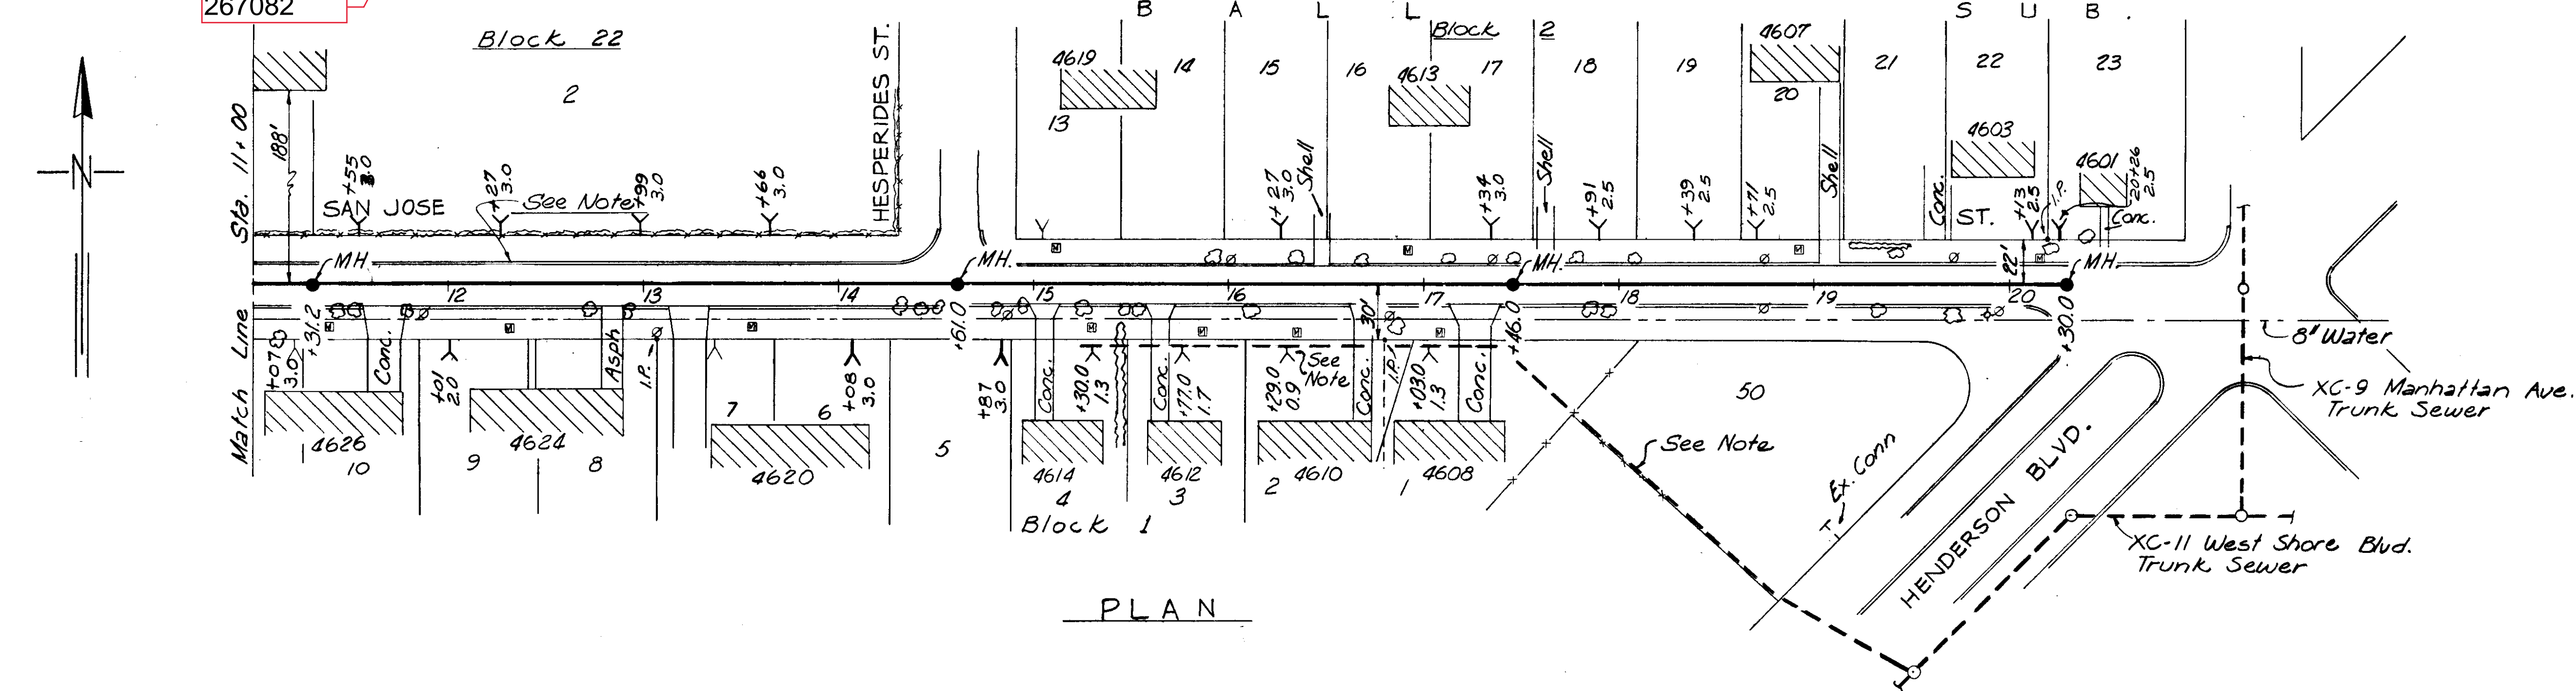 267082
B A L L
S U B .
Block 22
Block 2
2
HESPERIDES ST.
4619
13
14
15
16
4613
17
18
19
4607
20
21
22
23
4603
4601
Sta. 11+00
188'
N
+55
3.0
+27
3.0
See Note
+99
3.0
+66
3.0
SAN JOSE
ST.
+27
3.0
Shell
+34
3.0
Shell
+91
2.5
+39
2.5
+71
2.5
Shell
Conc.
+13
2.5
I.P.
20+26
2.5
Conc.
22'
MH.
MH.
MH.
MH.
12
13
14
15
16
17
18
19
20
+31.2
+61.0
+46.0
+30.0
30'
8" Water
Match Line
+07
3.0
Conc.
+01
2.0
Asph
I.P.
+08
3.0
+87
3.0
Conc.
+30.0
1.3
Conc.
+77.0
1.7
+29.0
0.9
See
Note
Conc.
I.P.
+03.0
1.3
Conc.
4626
10
9
4624
8
7
6
4620
5
4614
4
4612
3
2
4610
1
4608
Block 1
50
See Note
Ex. Conn
HENDERSON BLVD.
XC-9 Manhattan Ave.
Trunk Sewer
XC-11 West Shore Blvd.
Trunk Sewer
PLAN